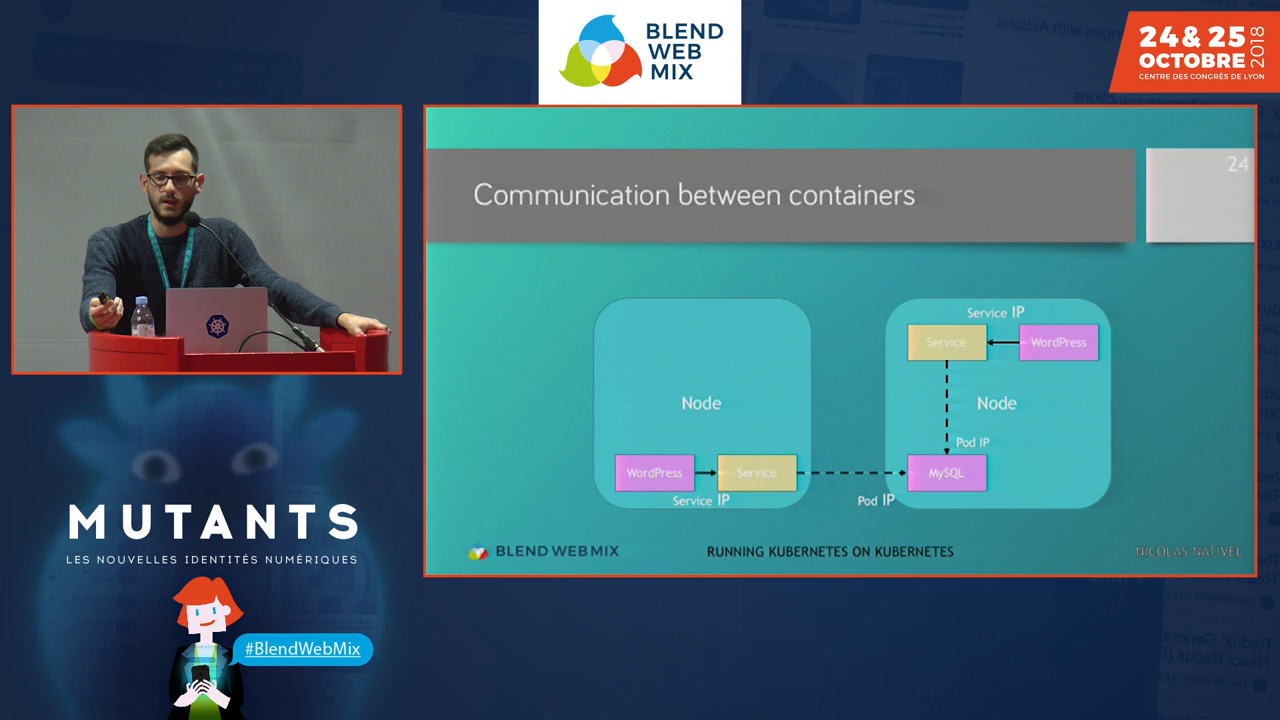 BLEND
WEB
MIX
24 & 25
OCTOBRE
2018
CENTRE DES CONGRÈS DE LYON
24
Communication between containers
Service IP
Service
WordPress
Node
Node
Pod IP
WordPress
Service
MySQL
Service IP
Pod IP
BLEND WEB MIX
RUNNING KUBERNETES ON KUBERNETES
NICOLAS NATIVEL
MUTANTS
LES NOUVELLES IDENTITÉS NUMÉRIQUES
#BlendWebMix